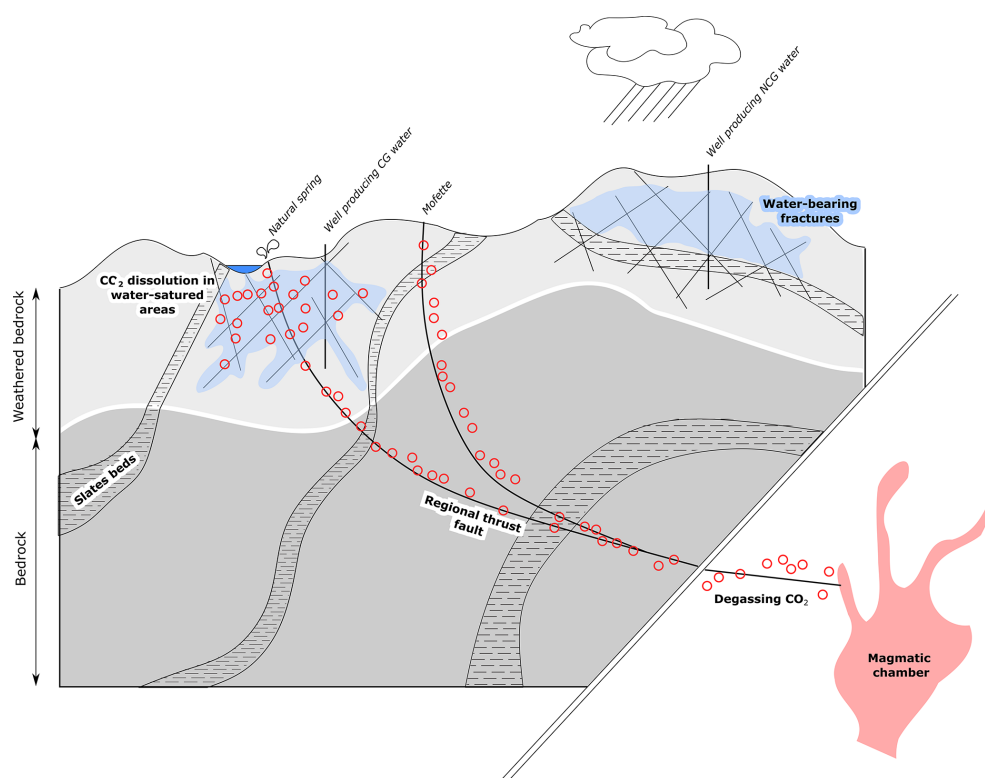 Well producing NCG water
Well producing CG water
Natural spring
Mofette
Water-bearing
fractures
CO₂ dissolution in
water-satured
areas
Weathered bedrock
Slates beds
Regional thrust
fault
Bedrock
Degassing CO₂
Magmatic
chamber